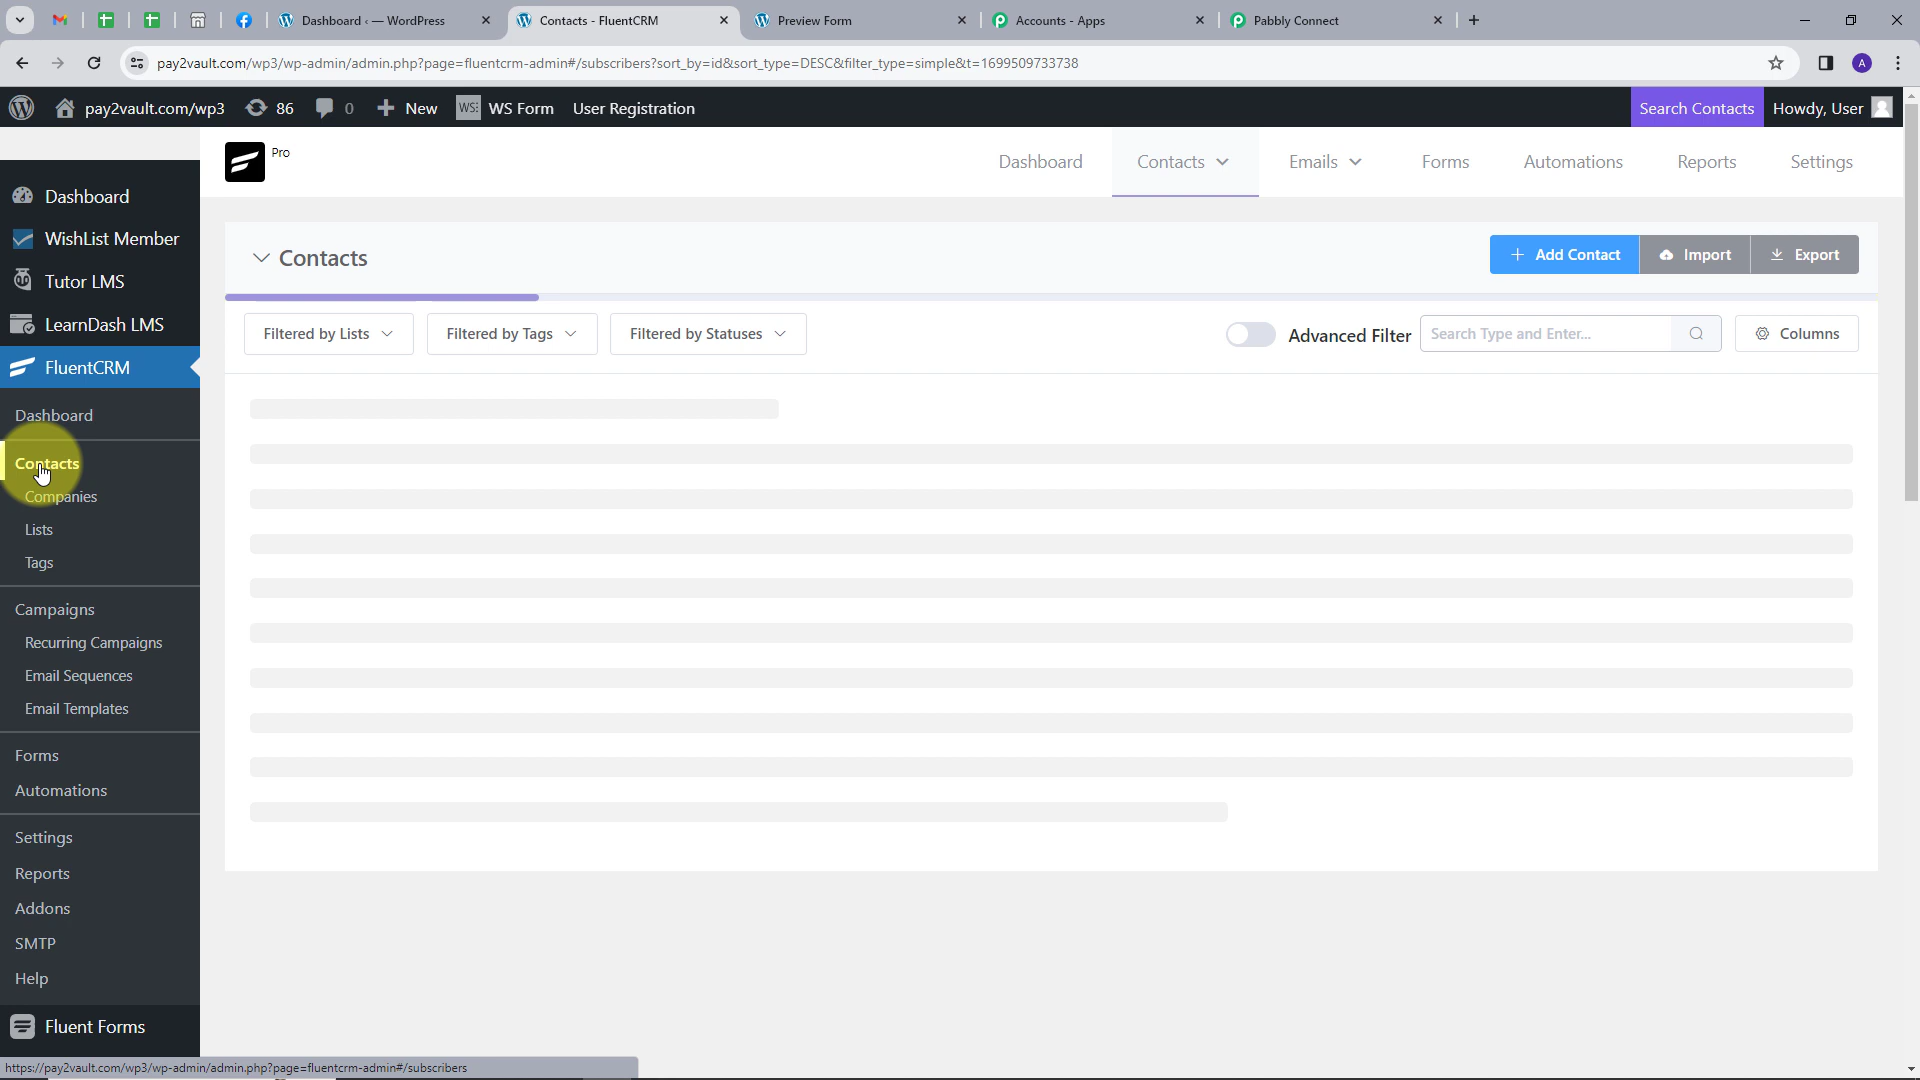 Dashboard ‹ — WordPress
Contacts - FluentCRM
Preview Form
Accounts - Apps
Pabbly Connect
pay2vault.com/wp3/wp-admin/admin.php?page=fluentcrm-admin#/subscribers?sort_by=id&sort_type=DESC&filter_type=simple&t=1699509733738
A
pay2vault.com/wp3
86
0
New
WS Form
User Registration
Search Contacts
Howdy, User
Pro
Dashboard
Contacts
Emails
Forms
Automations
Reports
Settings
Dashboard
WishList Member
Tutor LMS
LearnDash LMS
FluentCRM
Dashboard
Contacts
Companies
Lists
Tags
Campaigns
Recurring Campaigns
Email Sequences
Email Templates
Forms
Automations
Settings
Reports
Addons
SMTP
Help
Fluent Forms
Contacts
Add Contact
Import
Export
Filtered by Lists
Filtered by Tags
Filtered by Statuses
Advanced Filter
Search Type and Enter...
Columns
https://pay2vault.com/wp3/wp-admin/admin.php?page=fluentcrm-admin#/subscribers